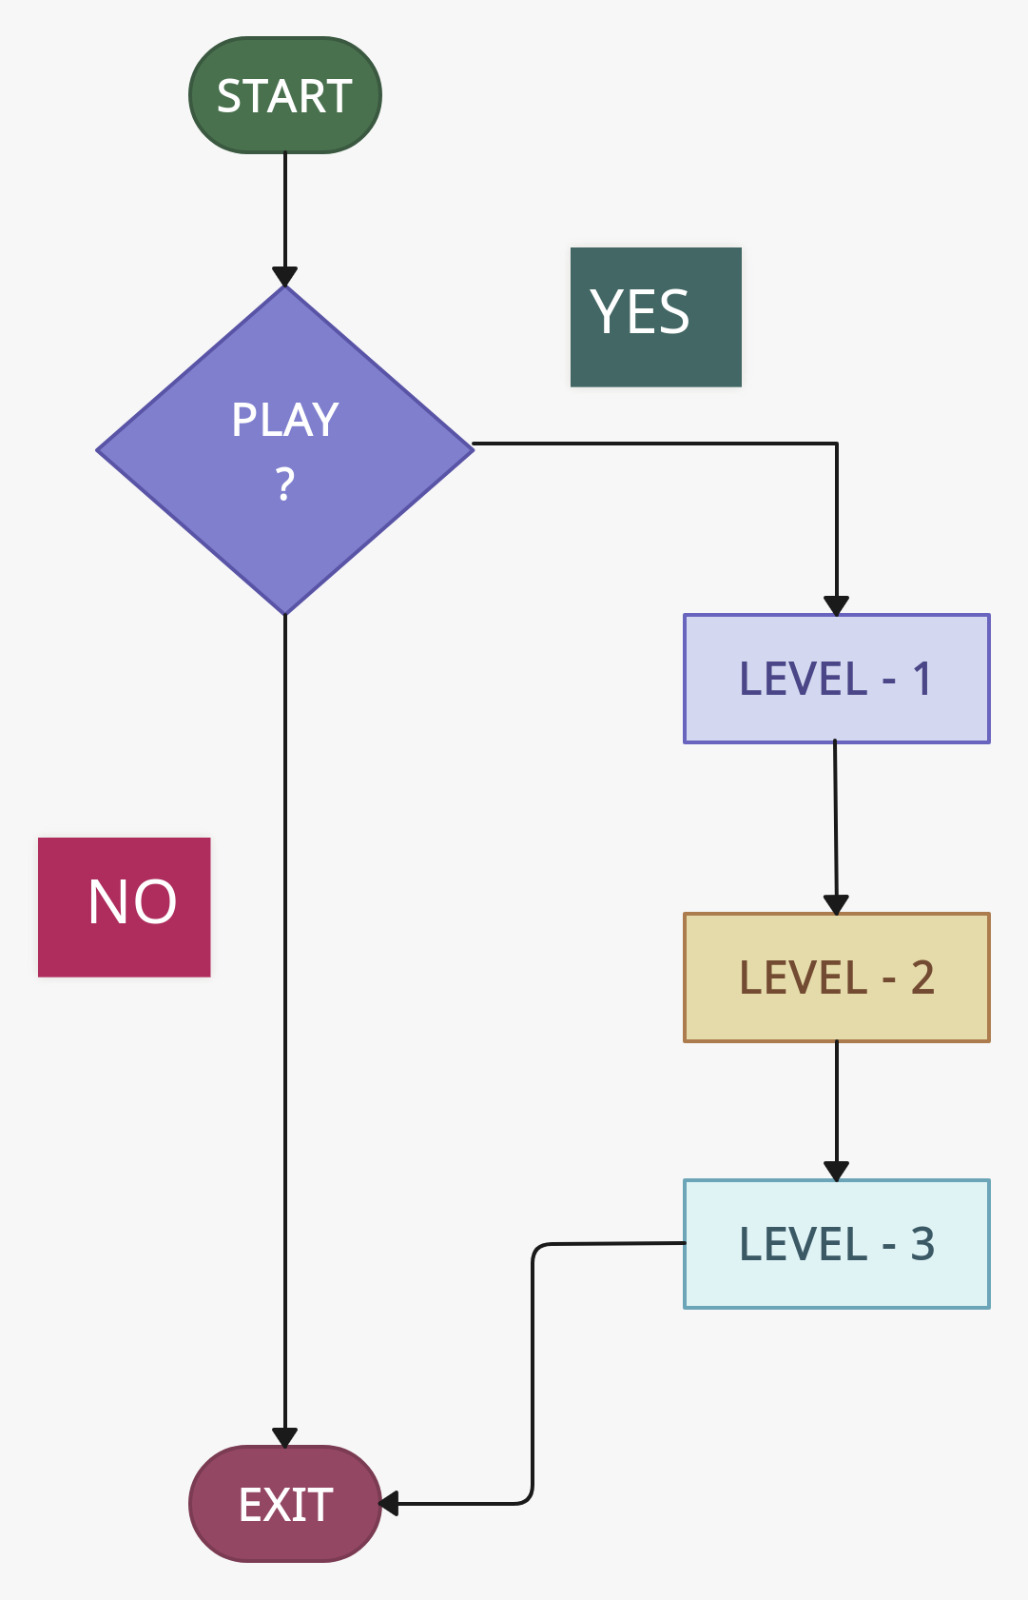 START
YES
PLAY
?
LEVEL - 1
NO
LEVEL - 2
LEVEL - 3
EXIT